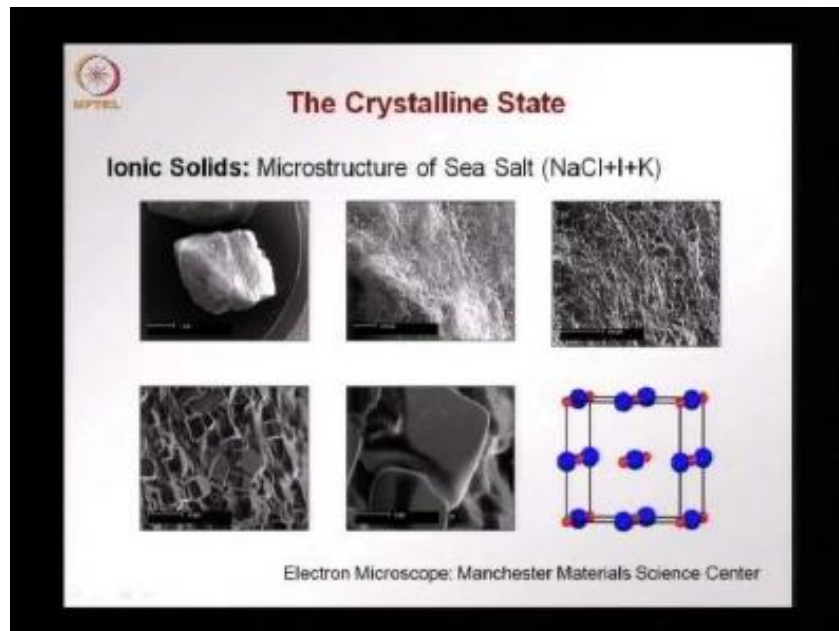 NPTEL
The Crystalline State
Ionic Solids: Microstructure of Sea Salt (NaCl+I+K)
Electron Microscope: Manchester Materials Science Center